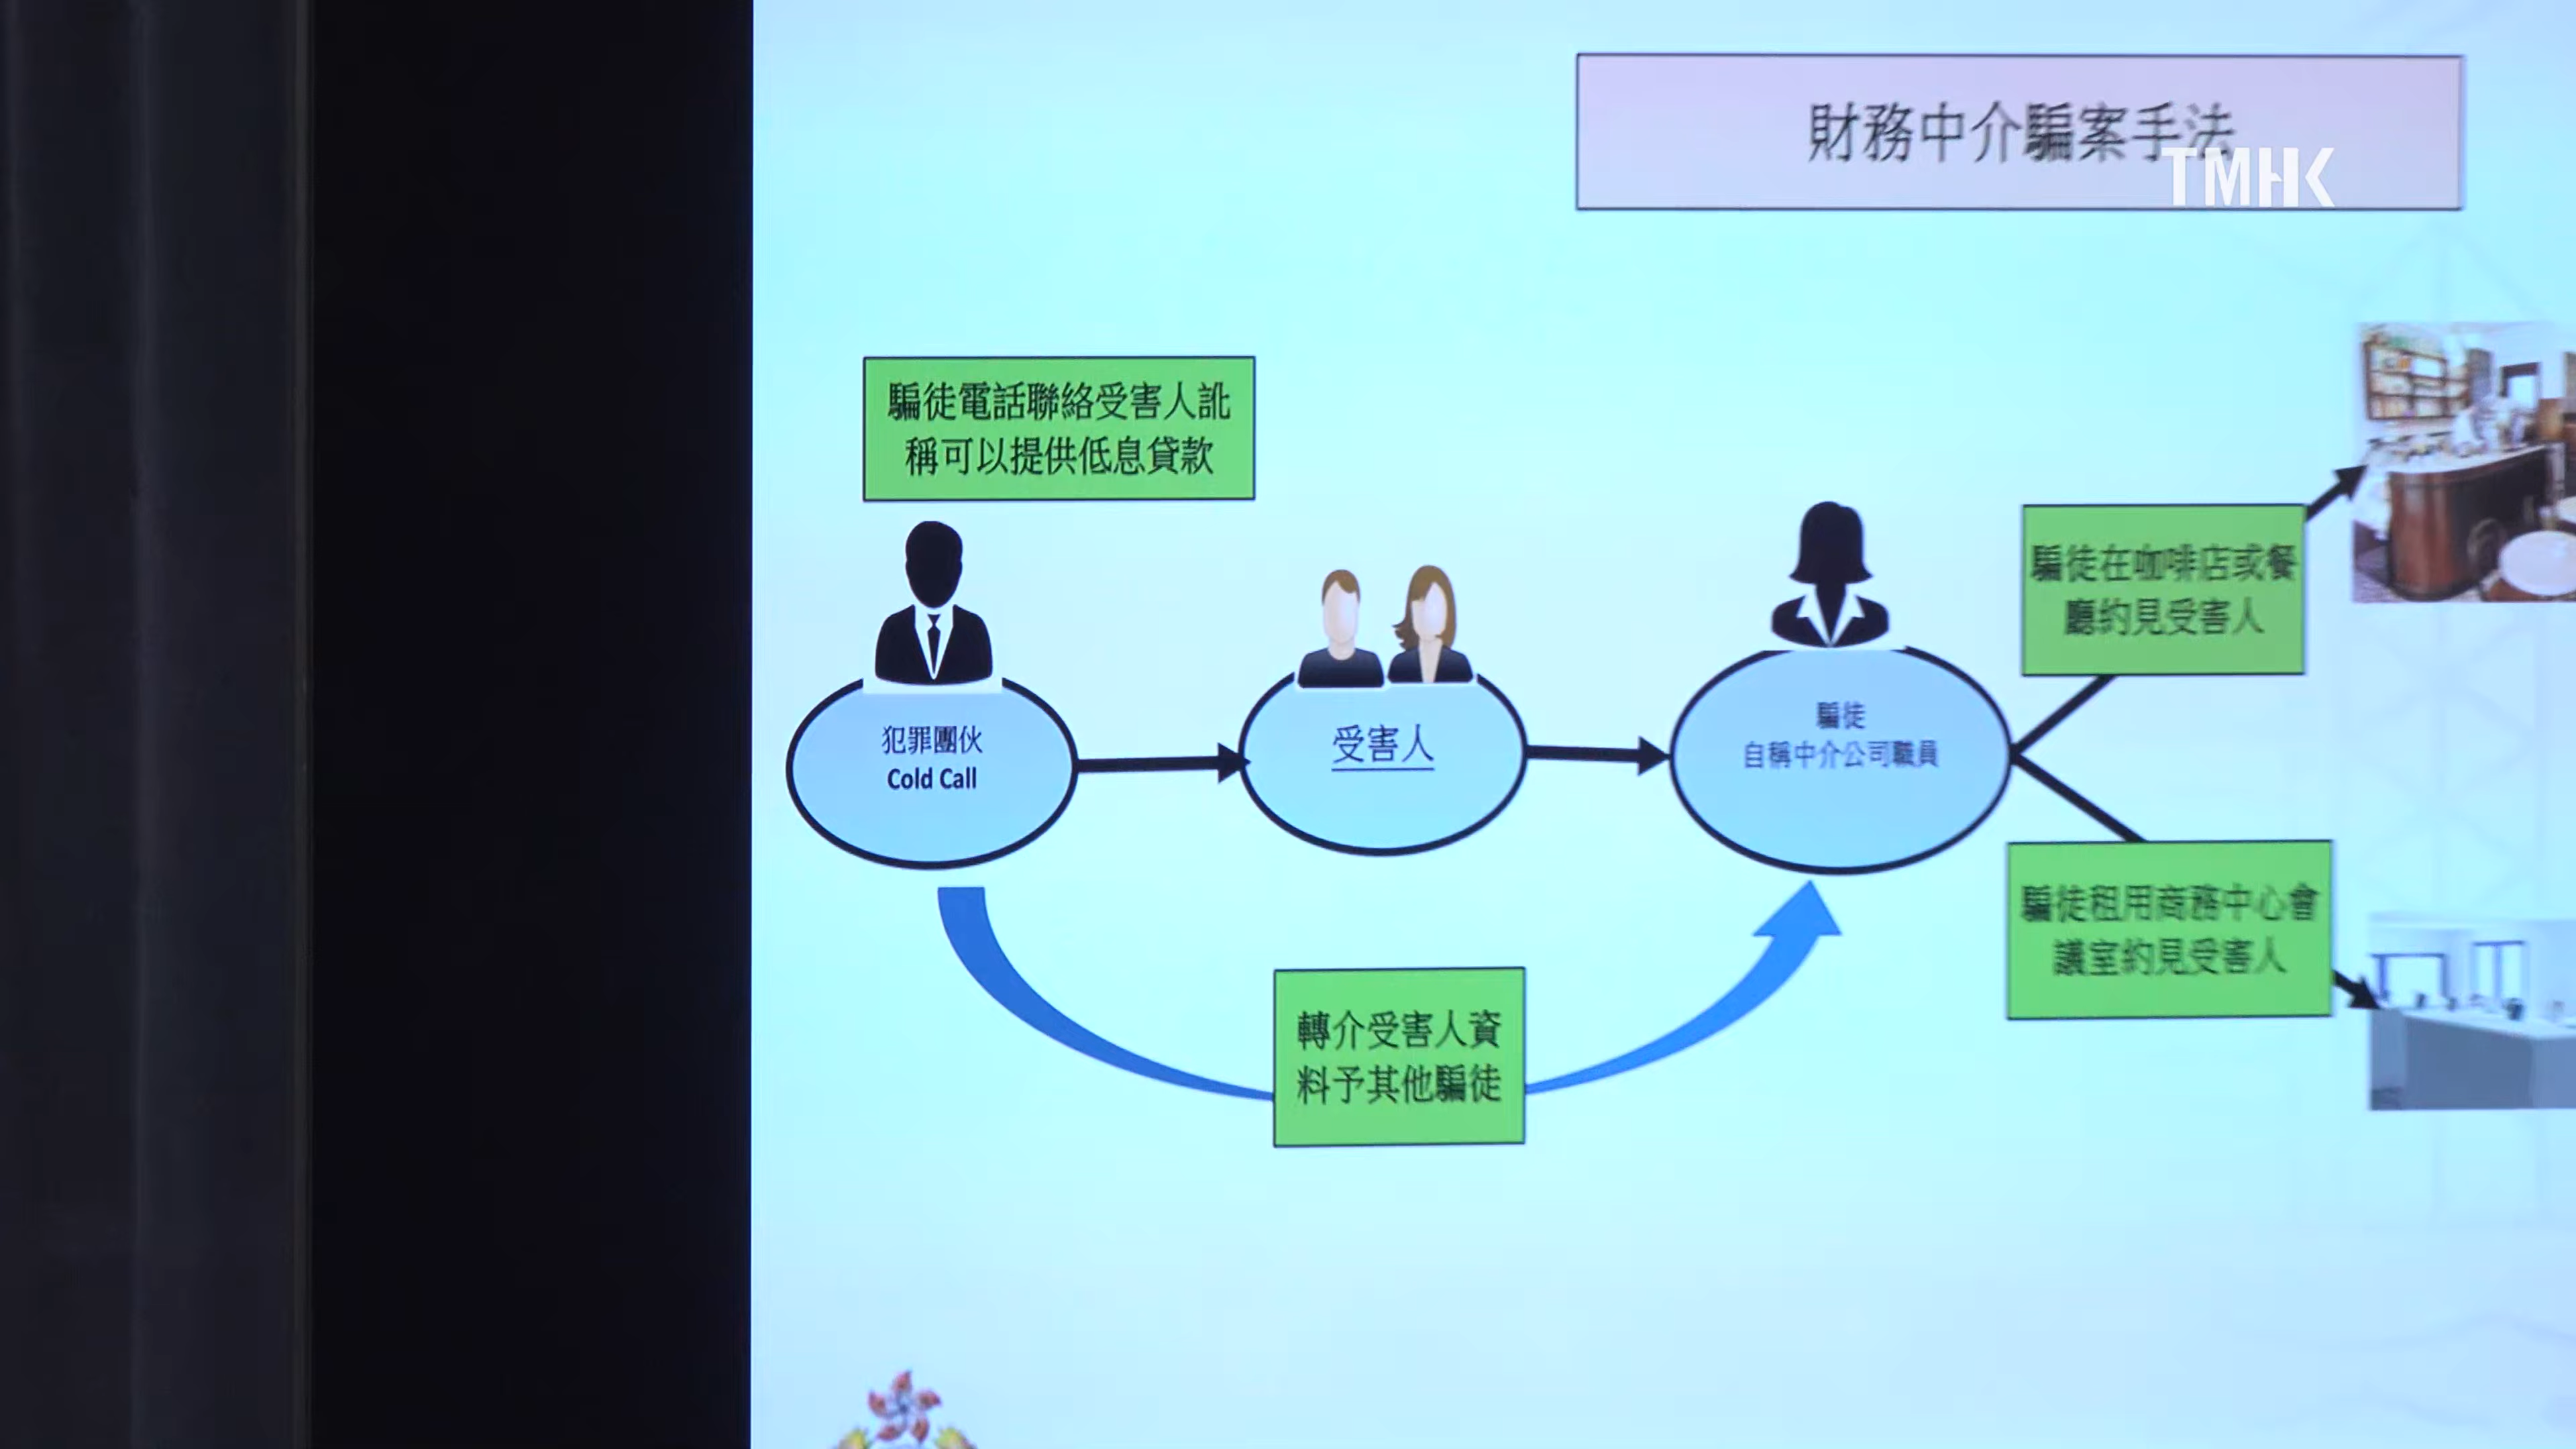 財務中介騙案手法
TMHK
騙徒電話聯絡受害人訛
稱可以提供低息貸款
犯罪團伙
Cold Call
受害人
騙徒
自稱中介公司職員
騙徒在咖啡店或餐
廳約見受害人
騙徒租用商務中心會
議室約見受害人
轉介受害人資
料予其他騙徒